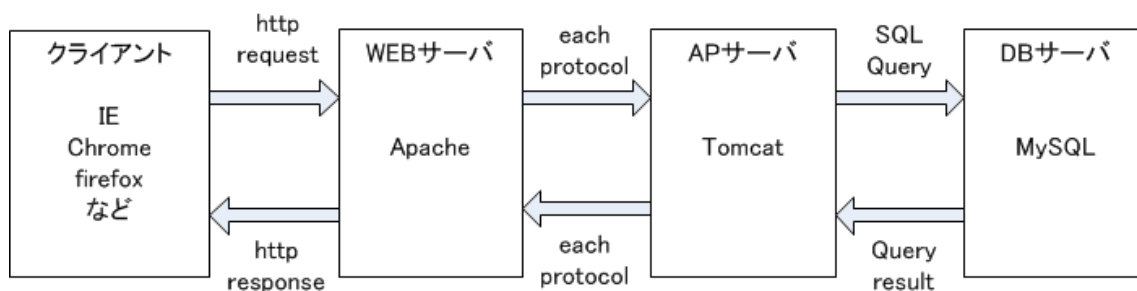 クライアント
IE
Chrome
firefox
など
http
request
http
response
WEBサーバ
Apache
each
protocol
each
protocol
APサーバ
Tomcat
SQL
Query
Query
result
DBサーバ
MySQL